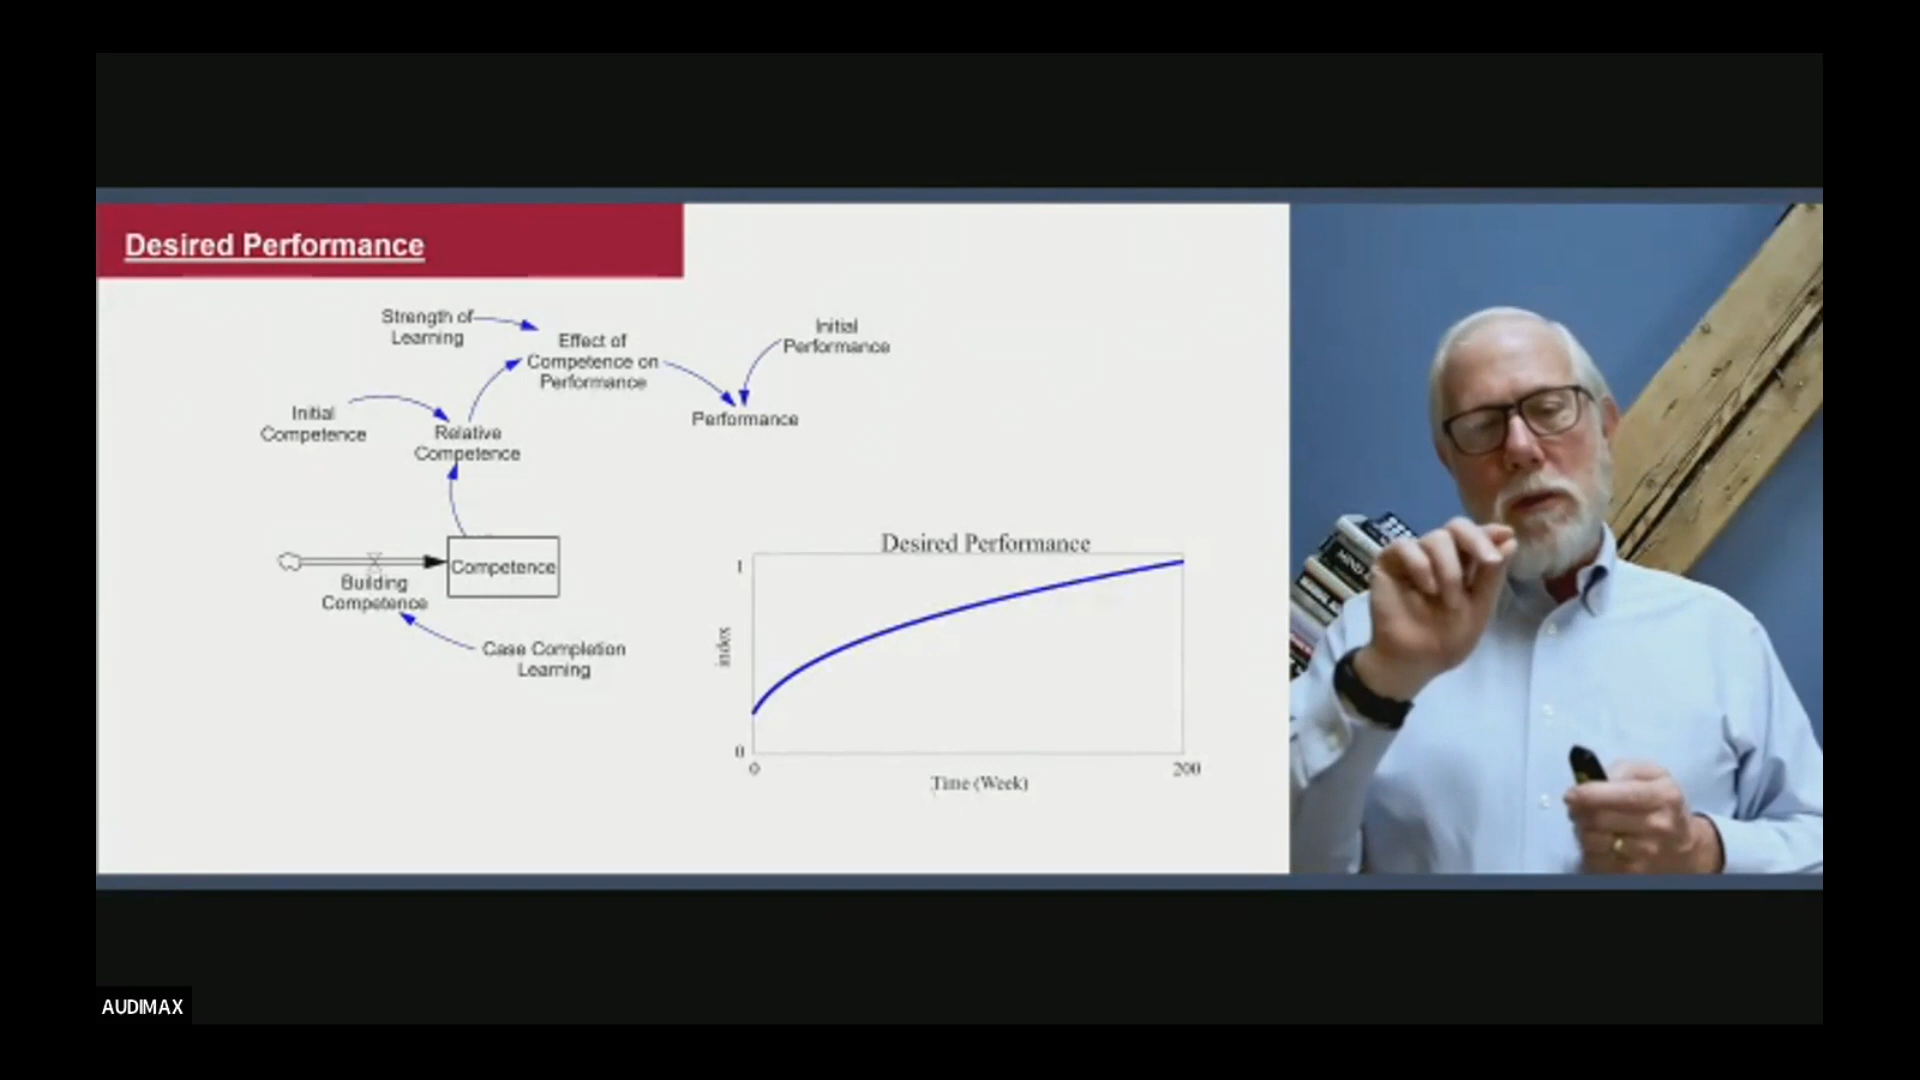 Desired Performance
Strength of
Learning
Effect of
Competence on
Performance
Initial
Performance
Performance
Initial
Competence
Relative
Competence
Competence
Building
Competence
Case Completion
Learning
Desired Performance
1
index
0
0
200
Time (Week)
MIND
AUDIMAX